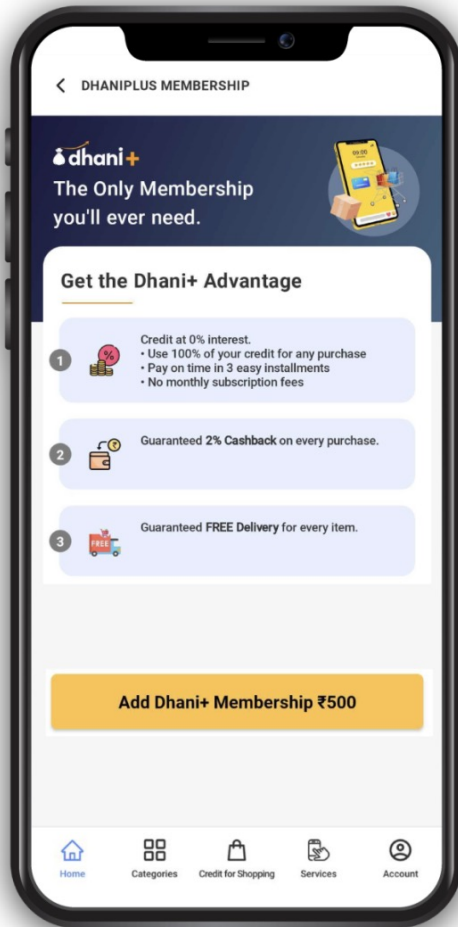 DHANIPLUS MEMBERSHIP
dhani+
The Only Membership
you'll ever need.
Get the Dhani+ Advantage
1
Credit at 0% interest.
• Use 100% of your credit for any purchase
• Pay on time in 3 easy installments
• No monthly subscription fees
2
Guaranteed 2% Cashback on every purchase.
3
FREE
Guaranteed FREE Delivery for every item.
Add Dhani+ Membership ₹500
Home
Categories
Credit for Shopping
Services
Account